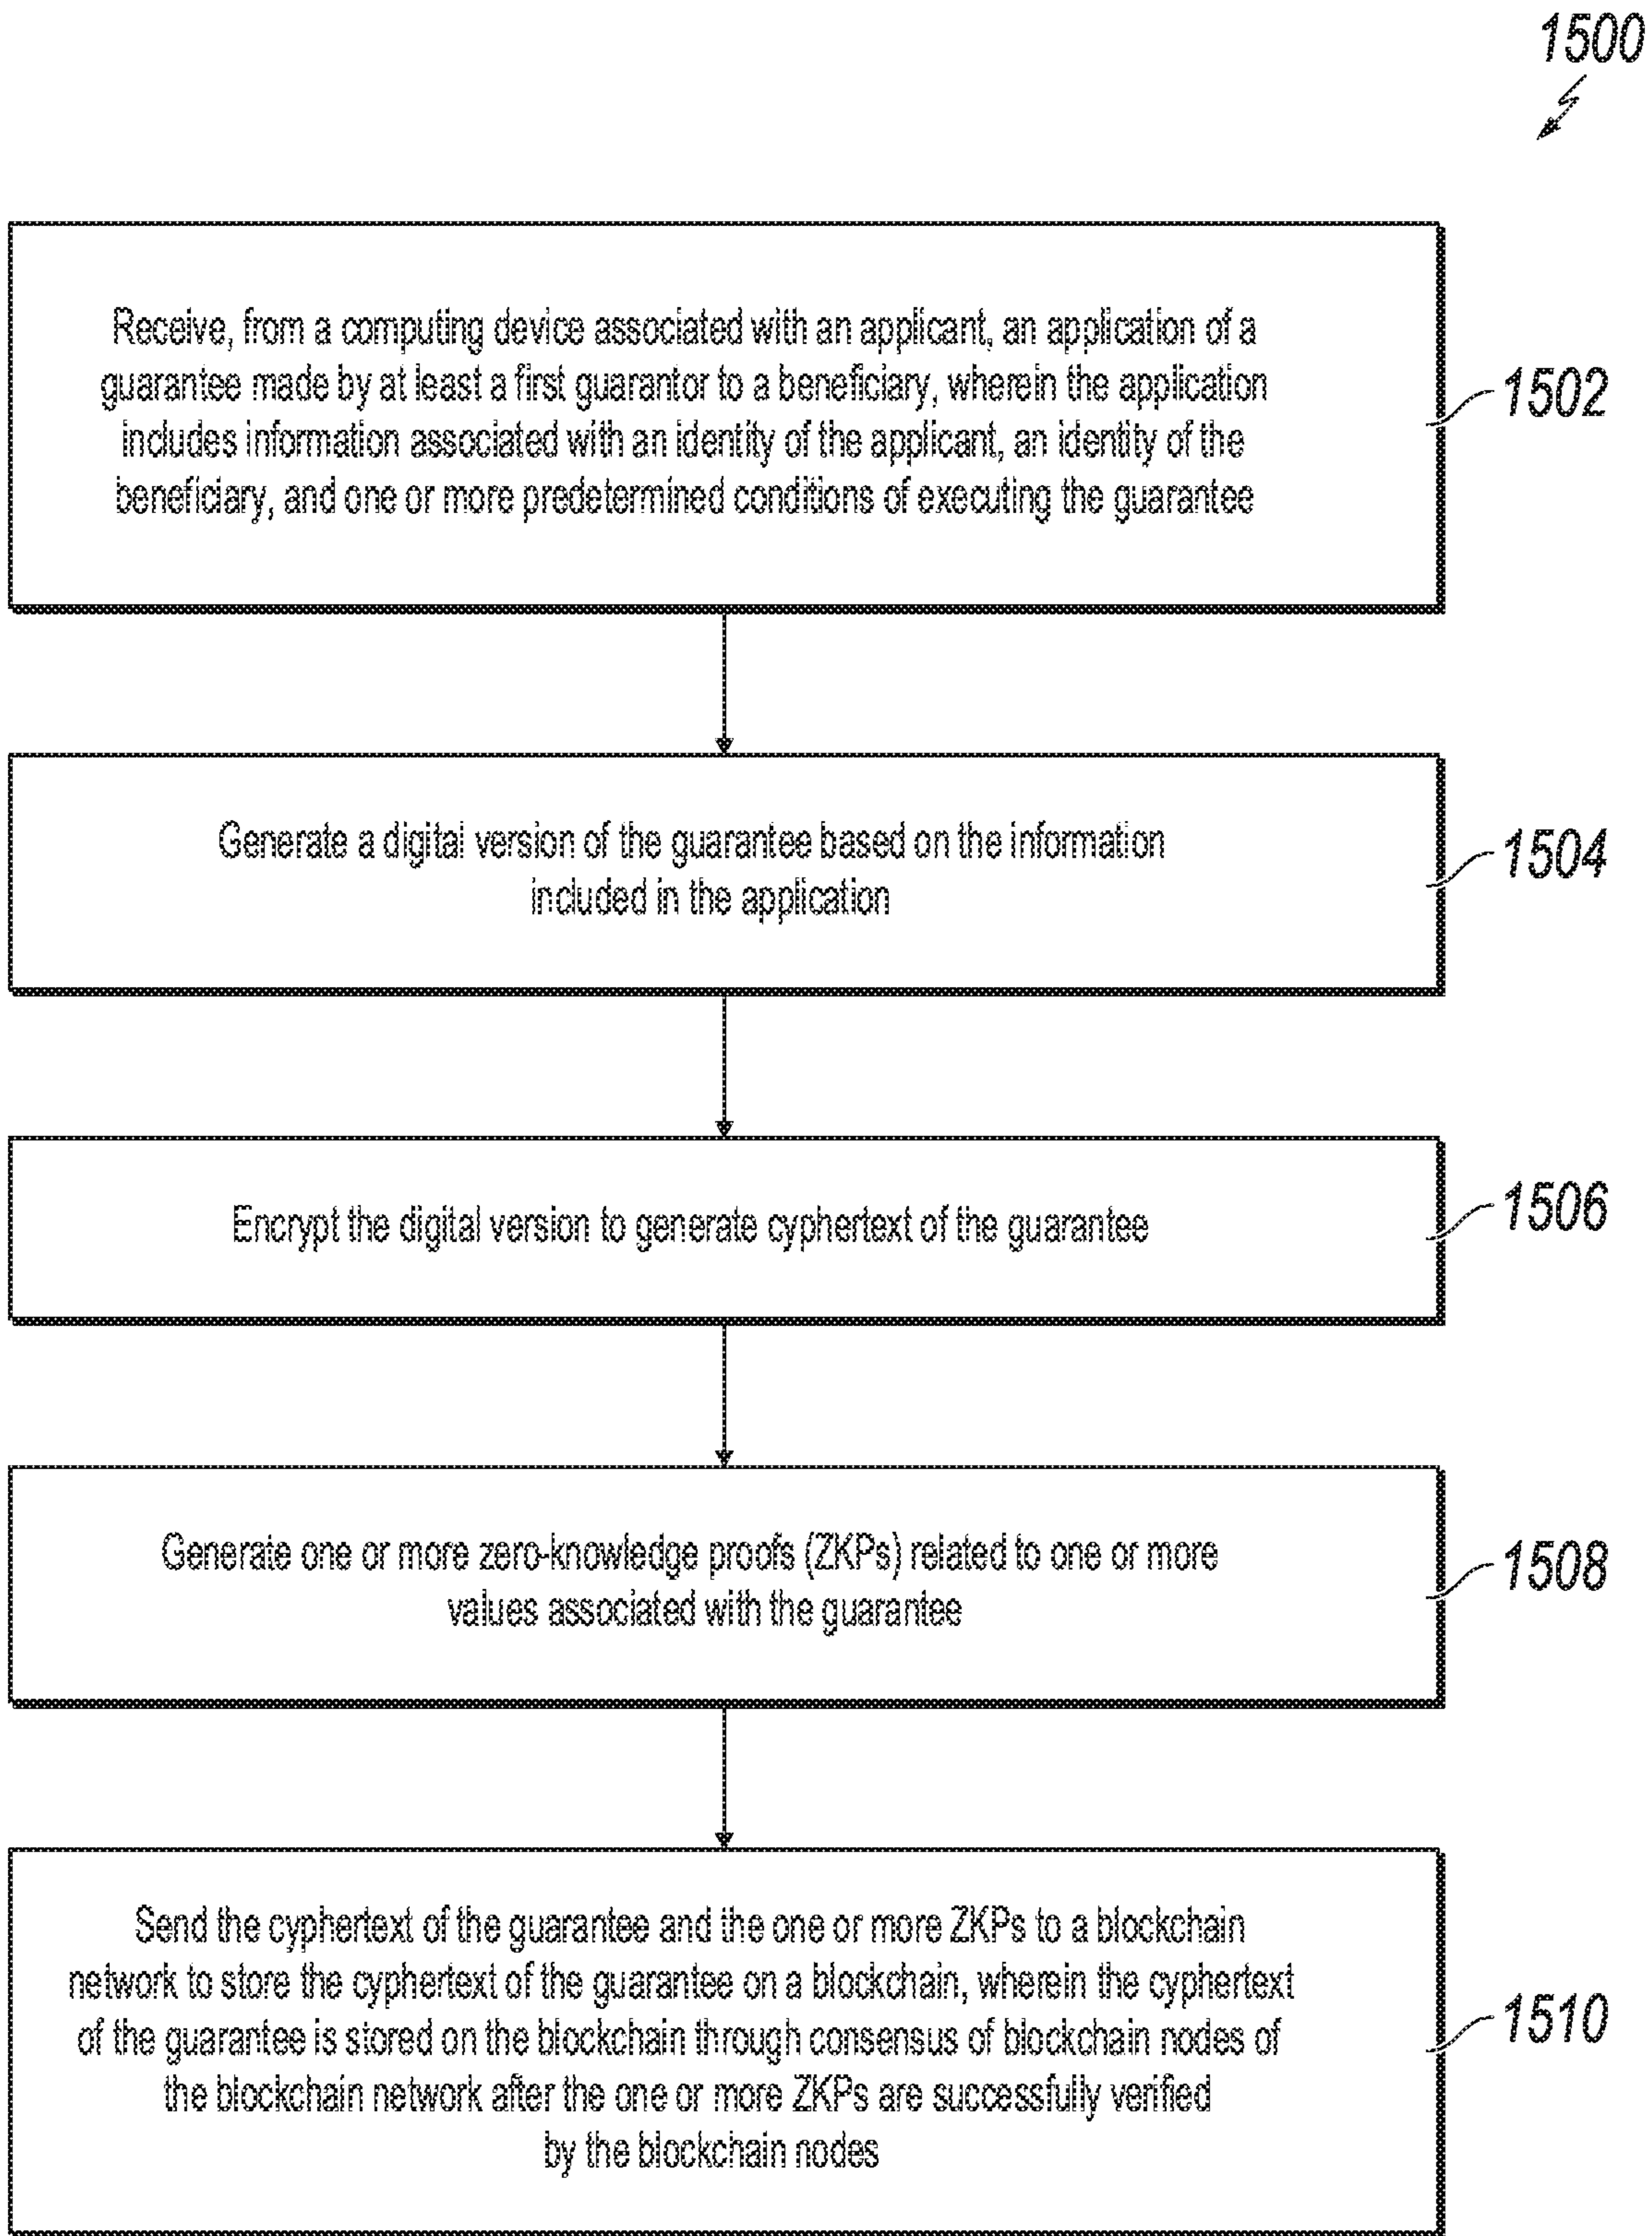 1500
Receive, from a computing device associated with an applicant, an application of a
guarantee made by at least a first guarantor to a beneficiary, wherein the application
includes information associated with an identity of the applicant, an identity of the
beneficiary, and one or more predetermined conditions of executing the guarantee
1502
Generate a digital version of the guarantee based on the information
included in the application
1504
Encrypt the digital version to generate cyphertext of the guarantee
1506
Generate one or more zero-knowledge proofs (ZKPs) related to one or more
values associated with the guarantee
1508
Send the cyphertext of the guarantee and the one or more ZKPs to a blockchain
network to store the cyphertext of the guarantee on a blockchain, wherein the cyphertext
of the guarantee is stored on the blockchain through consensus of blockchain nodes of
the blockchain network after the one or more ZKPs are successfully verified
by the blockchain nodes
1510